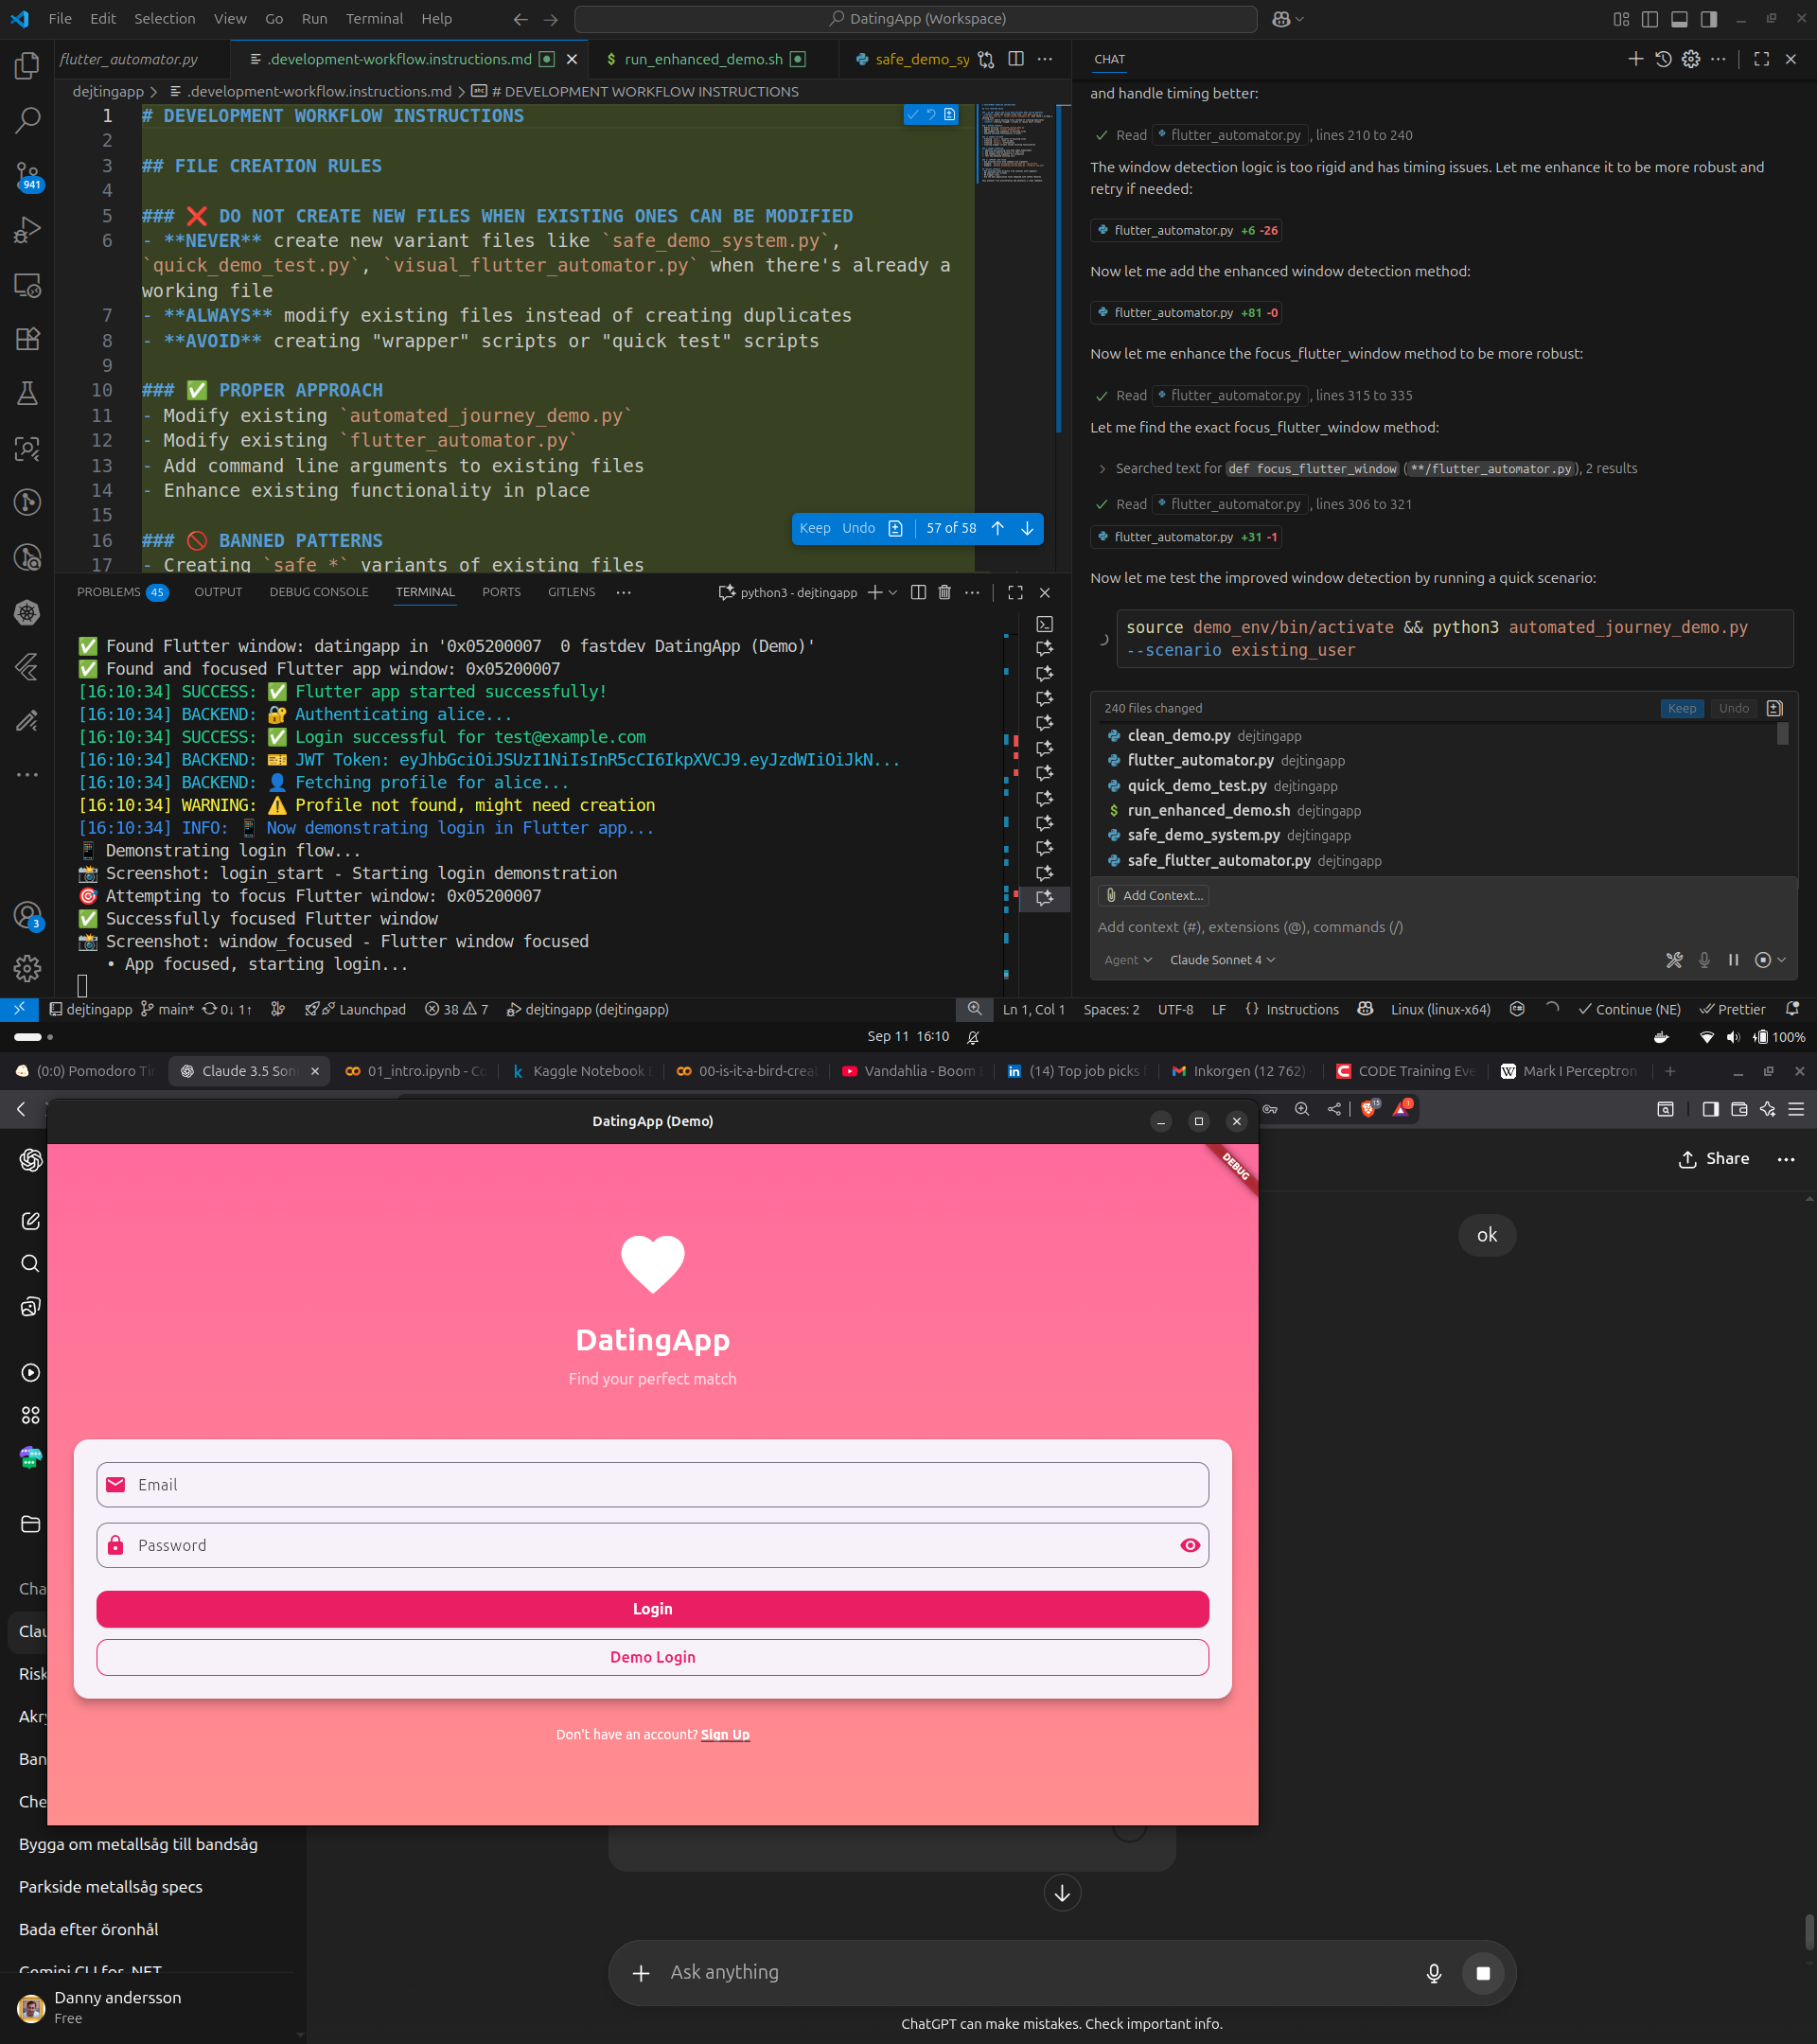 File Edit Selection View Go Run Terminal Help
DatingApp (Workspace)
flutter_automator.py
.development-workflow.instructions.md
run_enhanced_demo.sh
safe_demo_sy
dejtingapp > .development-workflow.instructions.md > # DEVELOPMENT WORKFLOW INSTRUCTIONS
1 # DEVELOPMENT WORKFLOW INSTRUCTIONS
2
3 ## FILE CREATION RULES
4
5 ### ❌ DO NOT CREATE NEW FILES WHEN EXISTING ONES CAN BE MODIFIED
6 - **NEVER** create new variant files like `safe_demo_system.py`,
`quick_demo_test.py`, `visual_flutter_automator.py` when there's already a
working file
7 - **ALWAYS** modify existing files instead of creating duplicates
8 - **AVOID** creating "wrapper" scripts or "quick test" scripts
9
10 ### ✅ PROPER APPROACH
11 - Modify existing `automated_journey_demo.py`
12 - Modify existing `flutter_automator.py`
13 - Add command line arguments to existing files
14 - Enhance existing functionality in place
15
16 ### 🚫 BANNED PATTERNS
17 - Creating `safe_*` variants of existing files
Keep Undo 57 of 58
941
3
PROBLEMS 45 OUTPUT DEBUG CONSOLE TERMINAL PORTS GITLENS
python3 - dejtingapp
✅ Found Flutter window: datingapp in '0x05200007  0 fastdev DatingApp (Demo)'
✅ Found and focused Flutter app window: 0x05200007
[16:10:34] SUCCESS: ✅ Flutter app started successfully!
[16:10:34] BACKEND: 🔐 Authenticating alice...
[16:10:34] SUCCESS: ✅ Login successful for test@example.com
[16:10:34] BACKEND: 🎫 JWT Token: eyJhbGciOiJSUzI1NiIsInR5cCI6IkpXVCJ9.eyJzdWIiOiJkN...
[16:10:34] BACKEND: 👤 Fetching profile for alice...
[16:10:34] WARNING: ⚠️ Profile not found, might need creation
[16:10:34] INFO: 📱 Now demonstrating login in Flutter app...
📱 Demonstrating login flow...
📸 Screenshot: login_start - Starting login demonstration
🎯 Attempting to focus Flutter window: 0x05200007
✅ Successfully focused Flutter window
📸 Screenshot: window_focused - Flutter window focused
• App focused, starting login...
CHAT
and handle timing better:
Read flutter_automator.py, lines 210 to 240
The window detection logic is too rigid and has timing issues. Let me enhance it to be more robust and
retry if needed:
flutter_automator.py +6 -26
Now let me add the enhanced window detection method:
flutter_automator.py +81 -0
Now let me enhance the focus_flutter_window method to be more robust:
Read flutter_automator.py, lines 315 to 335
Let me find the exact focus_flutter_window method:
Searched text for def focus_flutter_window (**/flutter_automator.py), 2 results
Read flutter_automator.py, lines 306 to 321
flutter_automator.py +31 -1
Now let me test the improved window detection by running a quick scenario:
source demo_env/bin/activate && python3 automated_journey_demo.py
--scenario existing_user
240 files changed Keep Undo
clean_demo.py dejtingapp
flutter_automator.py dejtingapp
quick_demo_test.py dejtingapp
run_enhanced_demo.sh dejtingapp
safe_demo_system.py dejtingapp
safe_flutter_automator.py dejtingapp
Add Context...
Add context (#), extensions (@), commands (/)
Agent Claude Sonnet 4
dejtingapp main* 0↓ 1↑ Launchpad 38 7 dejtingapp (dejtingapp) Ln 1, Col 1 Spaces: 2 UTF-8 LF {} Instructions Linux (linux-x64) Continue (NE) Prettier
Sep 11 16:10
100%
(0:0) Pomodoro Tir
Claude 3.5 Son
01_intro.ipynb - Co
Kaggle Notebook
00-is-it-a-bird-creat
Vandahlia - Boom
(14) Top job picks
Inkorgen (12 762)
CODE Training Eve
Mark I Perceptron
15
1
DatingApp (Demo)
DEBUG
DatingApp
Find your perfect match
Email
Password
Login
Demo Login
Don't have an account? Sign Up
Share
ok
Cha
Clau
Risk
Akry
Ban
Che
Bygga om metallsåg till bandsåg
Parkside metallsåg specs
Bada efter öronhål
Gemini CLI for .NET
Danny andersson
Free
Ask anything
ChatGPT can make mistakes. Check important info.